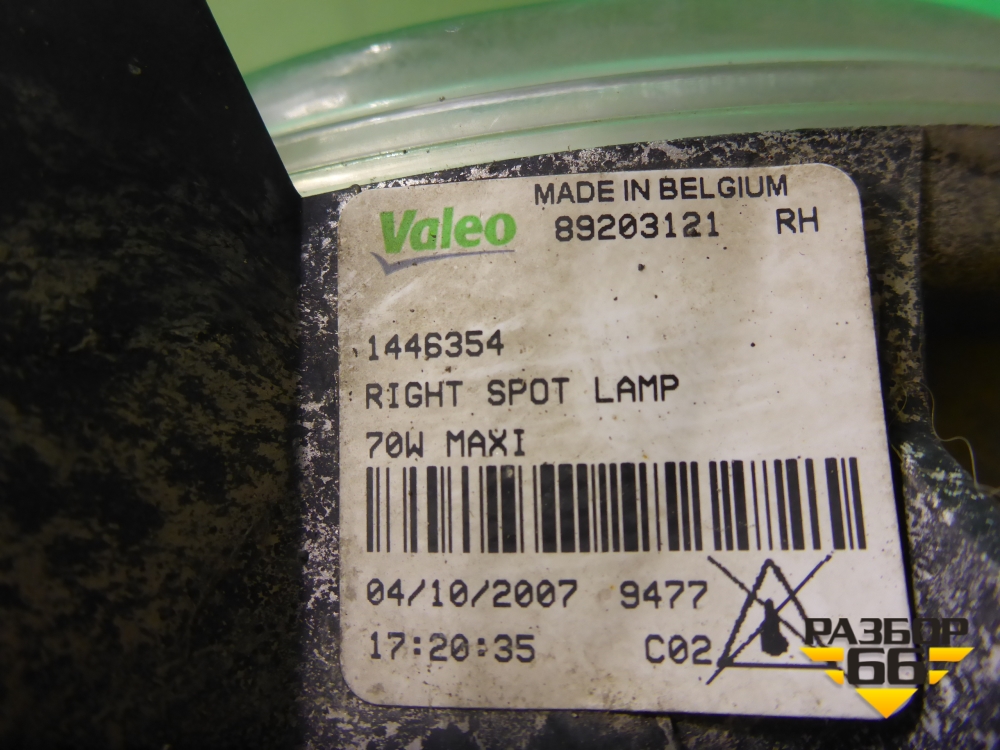 MADE IN BELGIUM
Valeo 89203121 RH
1446354
RIGHT SPOT LAMP
70W MAXI
04/10/2007 9477
17:20:35 C02
РАЗБОР
66